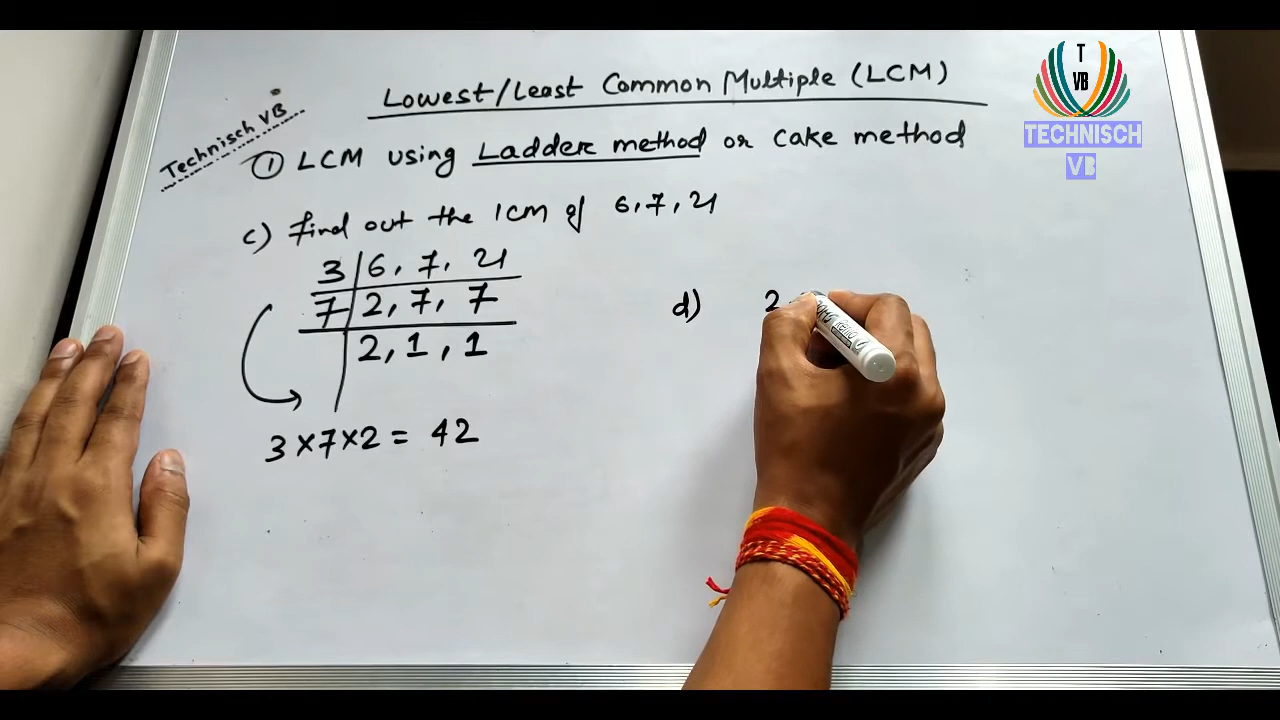 Lowest/Least Common Multiple (LCM)
Technisch VB
① LCM using Ladder method or cake method
c) find out the lcm of 6, 7, 21
3 | 6, 7, 21
7 | 2, 7, 7
2, 1, 1
3 × 7 × 2 = 42
d) 2
T
VB
TECHNISCH
VB